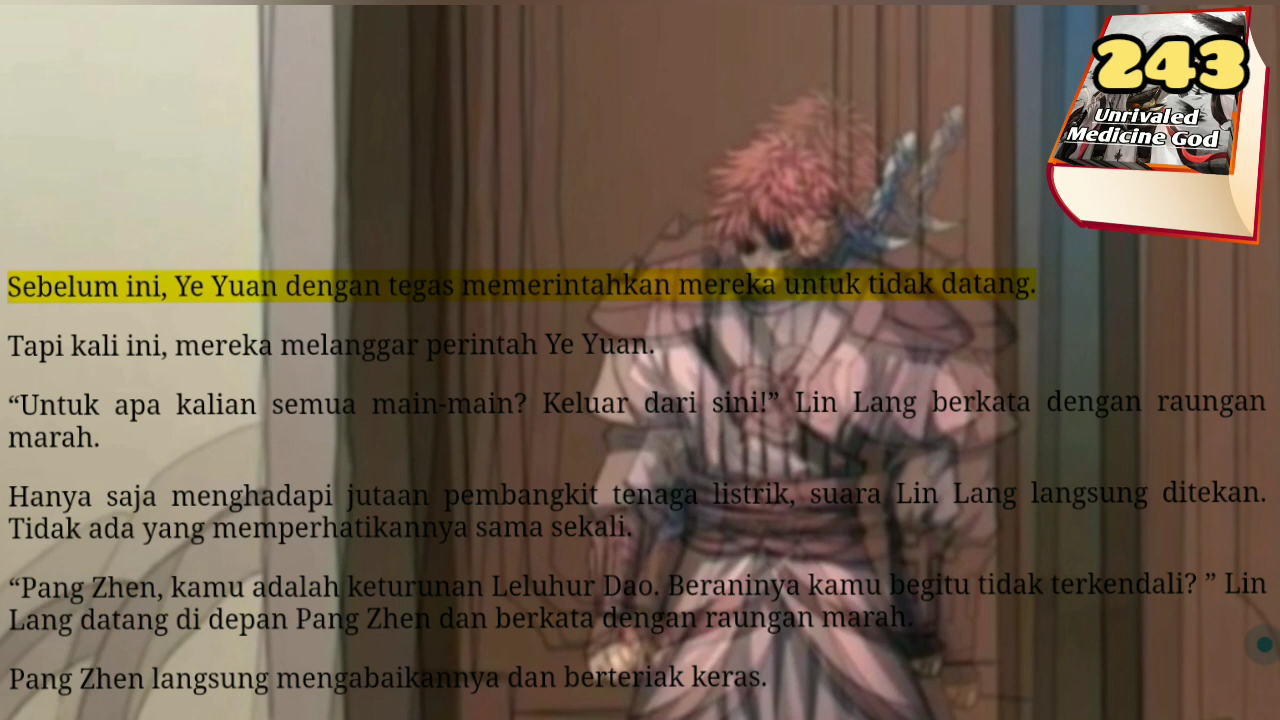 243
Unrivaled
Medicine God
Sebelum ini, Ye Yuan dengan tegas memerintahkan mereka untuk tidak datang.
Tapi kali ini, mereka melanggar perintah Ye Yuan.
“Untuk apa kalian semua main-main? Keluar dari sini!” Lin Lang berkata dengan raungan
marah.
Hanya saja menghadapi jutaan pembangkit tenaga listrik, suara Lin Lang langsung ditekan.
Tidak ada yang memperhatikannya sama sekali.
“Pang Zhen, kamu adalah keturunan Leluhur Dao. Beraninya kamu begitu tidak terkendali? ” Lin
Lang datang di depan Pang Zhen dan berkata dengan raungan marah.
Pang Zhen langsung mengabaikannya dan berteriak keras.